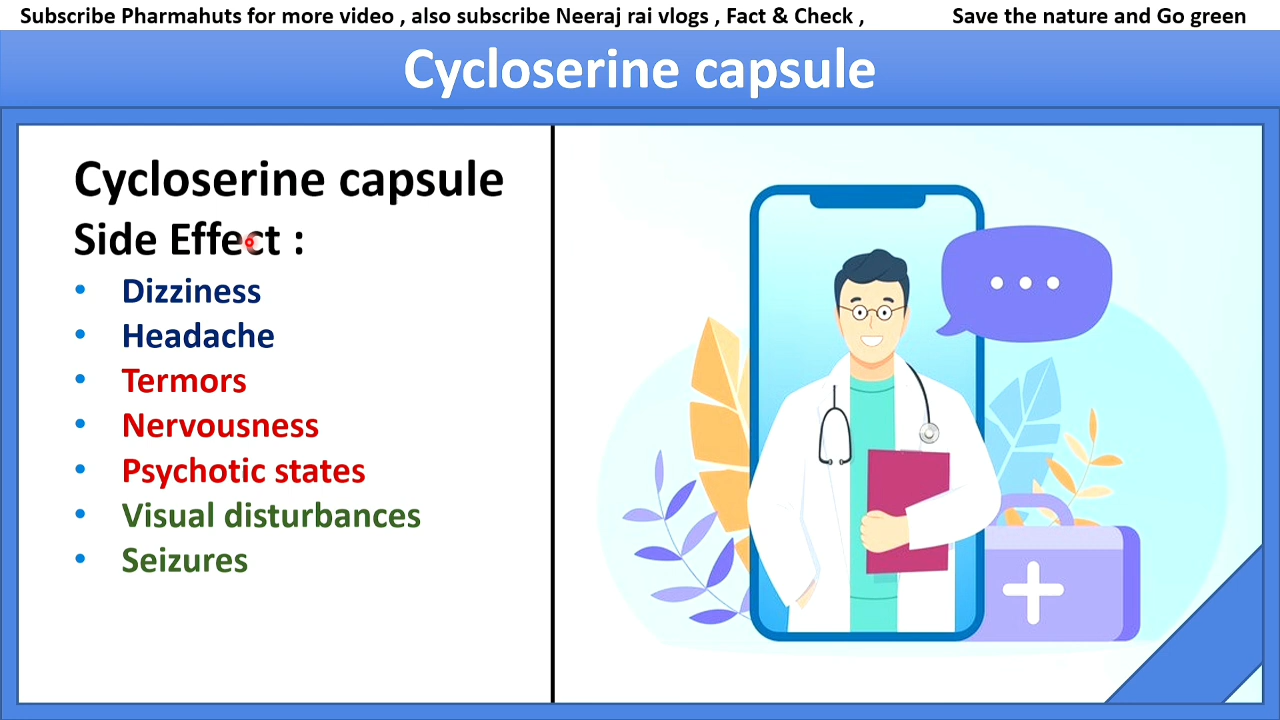 Subscribe Pharmahuts for more video , also subscribe Neeraj rai vlogs , Fact & Check , Save the nature and Go green
Cycloserine capsule
Cycloserine capsule
Side Effect :
• Dizziness
• Headache
• Termors
• Nervousness
• Psychotic states
• Visual disturbances
• Seizures